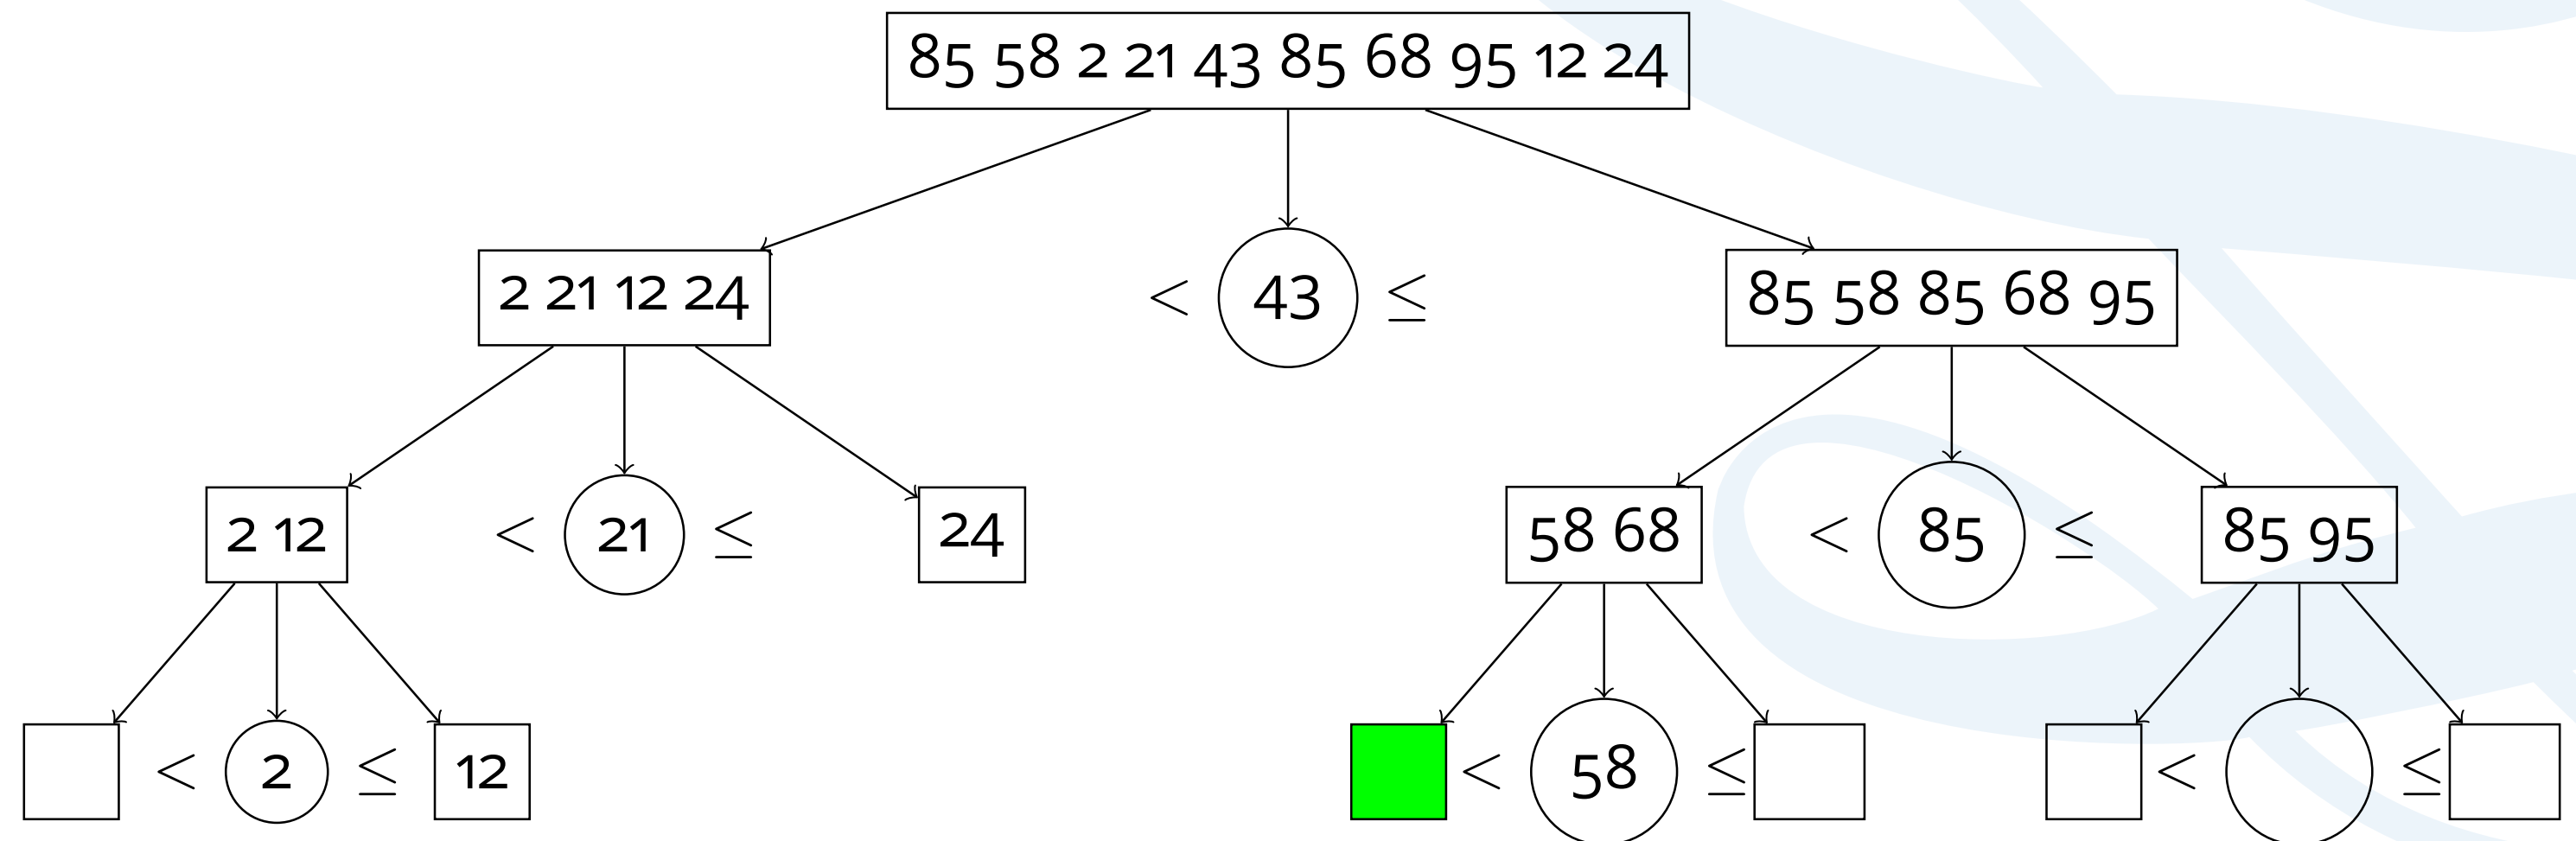 85 58 2 21 43 85 68 95 12 24
2 21 12 24 < 43 ≤ 85 58 85 68 95
2 12 < 21 ≤ 24 58 68 < 85 ≤ 85 95
< 2 ≤ 12 < 58 ≤ < ≤